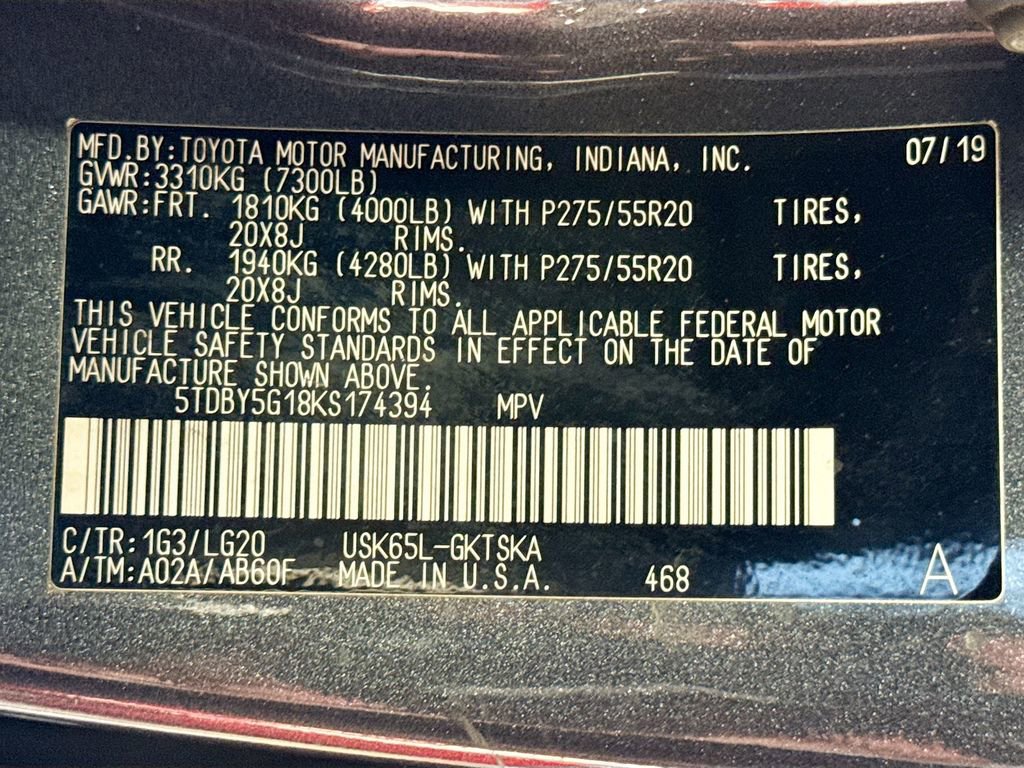 MFD.BY:TOYOTA MOTOR MANUFACTURING, INDIANA, INC. 07/19
GVWR:3310KG (7300LB)
GAWR:FRT. 1810KG (4000LB) WITH P275/55R20 TIRES,
20X8J RIMS.
RR. 1940KG (4280LB) WITH P275/55R20 TIRES,
20X8J RIMS.
THIS VEHICLE CONFORMS TO ALL APPLICABLE FEDERAL MOTOR
VEHICLE SAFETY STANDARDS IN EFFECT ON THE DATE OF
MANUFACTURE SHOWN ABOVE.
5TDBY5G18KS174394 MPV
C/TR:1G3/LG20 USK65L-GKTSKA
A/TM:A02A/AB60F MADE IN U.S.A. 468 A